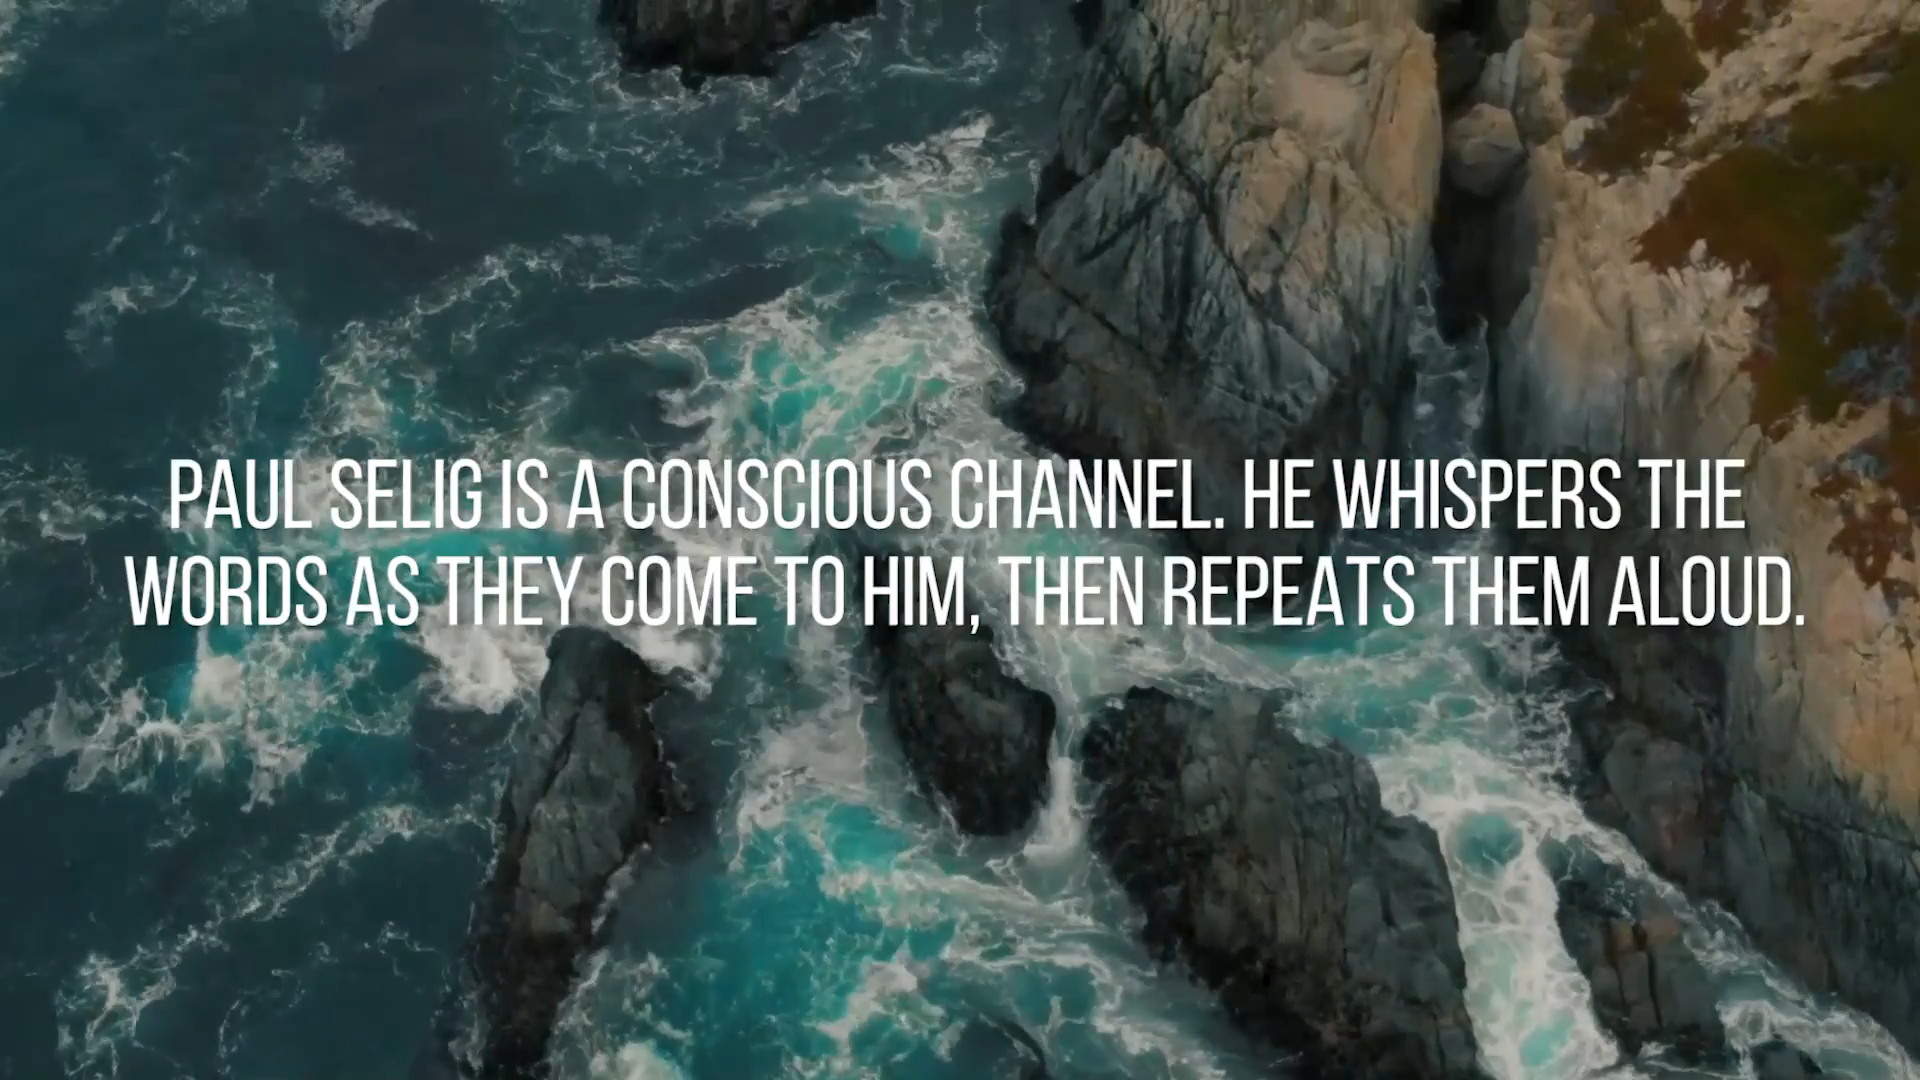 PAUL SELIG IS A CONSCIOUS CHANNEL. HE WHISPERS THE
WORDS AS THEY COME TO HIM, THEN REPEATS THEM ALOUD.